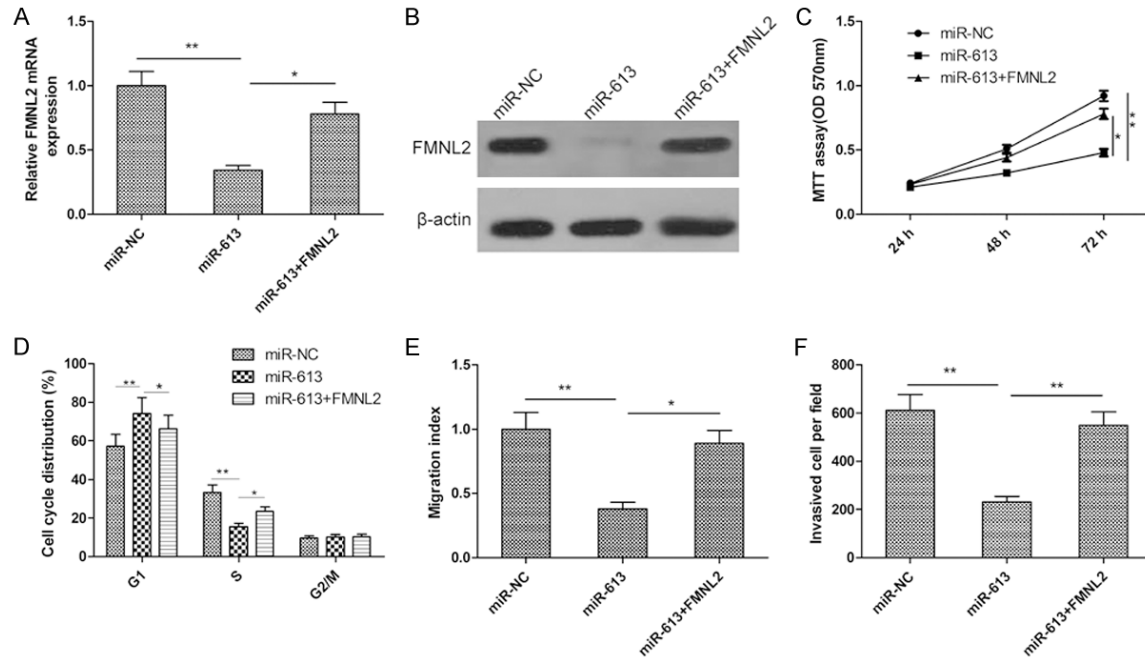 A
Relative FMNL2 mRNA
expression
1.5
1.0
0.5
0.0
**
*
miR-NC
miR-613
miR-613+FMNL2
B
miR-NC
miR-613
miR-613+FMNL2
FMNL2
β-actin
C
MTT assay(OD 570nm)
1.5
1.0
0.5
0.0
miR-NC
miR-613
miR-613+FMNL2
*
**
24 h
48 h
72 h
D
Cell cycle distribution (%)
100
80
60
40
20
0
miR-NC
miR-613
miR-613+FMNL2
**
*
**
*
G1
S
G2/M
E
Migration index
1.5
1.0
0.5
0.0
**
*
miR-NC
miR-613
miR-613+FMNL2
F
Invasived cell per field
800
600
400
200
0
**
**
miR-NC
miR-613
miR-613+FMNL2